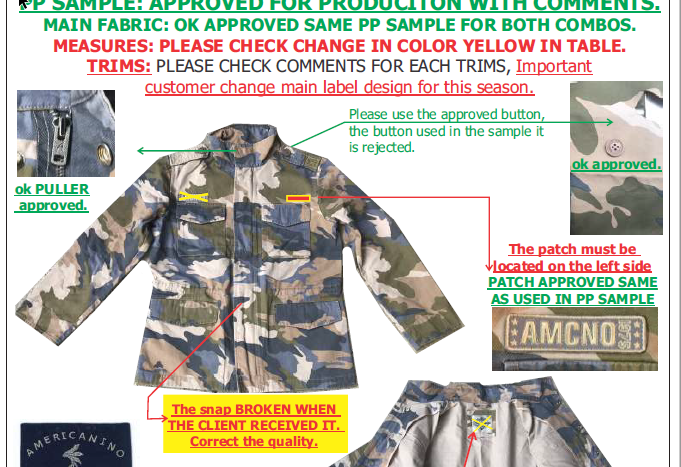 PP SAMPLE: APPROVED FOR PRODUCITON WITH COMMENTS.
MAIN FABRIC: OK APPROVED SAME PP SAMPLE FOR BOTH COMBOS.
MEASURES: PLEASE CHECK CHANGE IN COLOR YELLOW IN TABLE.
TRIMS: PLEASE CHECK COMMENTS FOR EACH TRIMS, Important
customer change main label design for this season.
Please use the approved button,
the button used in the sample it
is rejected.
ok approved.
ok PULLER
approved.
The patch must be
located on the left side
PATCH APPROVED SAME
AS USED IN PP SAMPLE
AMCNO 1975
The snap BROKEN WHEN
THE CLIENT RECEIVED IT.
Correct the quality.
AMERICANINO